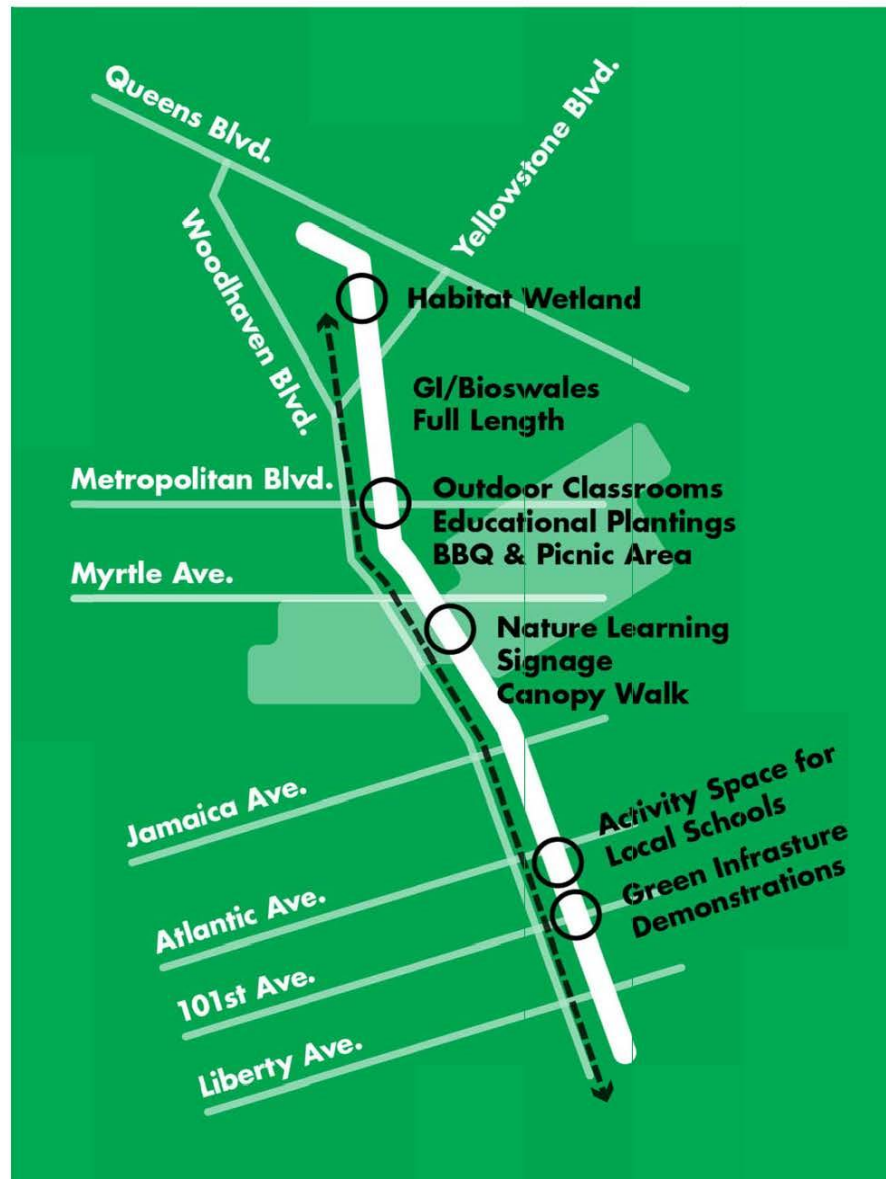 Queens Blvd.
Yellowstone Blvd.
Woodhaven Blvd.
Habitat Wetland
GI/Bioswales
Full Length
Metropolitan Blvd.
Outdoor Classrooms
Educational Plantings
BBQ & Picnic Area
Myrtle Ave.
Nature Learning
Signage
Canopy Walk
Jamaica Ave.
Activity Space for
Local Schools
Atlantic Ave.
Green Infrasture
Demonstrations
101st Ave.
Liberty Ave.